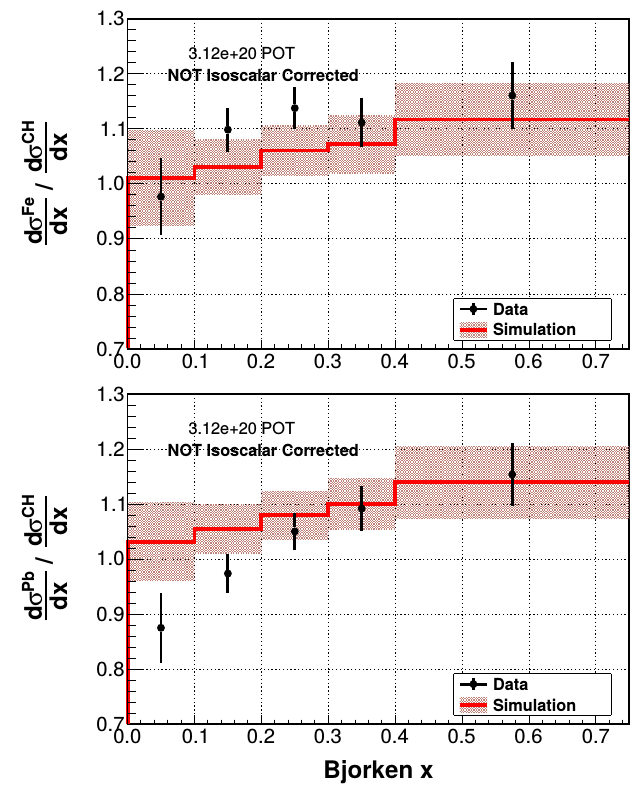 1.3
3.12e+20 POT
NOT Isoscalar Corrected
1.2
1.1
1.0
0.9
0.8
0.7
dσ^Fe/dx / dσ^CH/dx
Data
Simulation
0.0 0.1 0.2 0.3 0.4 0.5 0.6 0.7
1.3
3.12e+20 POT
NOT Isoscalar Corrected
1.2
1.1
1.0
0.9
0.8
0.7
dσ^Pb/dx / dσ^CH/dx
Data
Simulation
0.0 0.1 0.2 0.3 0.4 0.5 0.6 0.7
Bjorken x